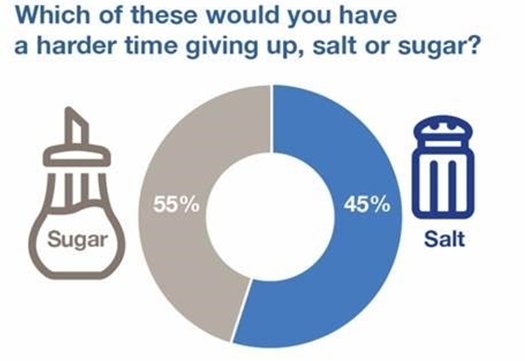 Which of these would you have
a harder time giving up, salt or sugar?
55%
45%
Sugar
Salt